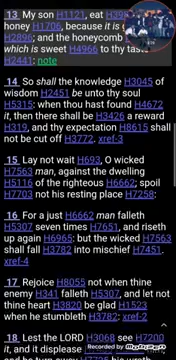 13 My son H1121, eat H398
honey H1706, because it is
H2896; and the honeycomb
which is sweet H4966 to thy taste
H2441: note
14 So shall the knowledge H3045 of
wisdom H2451 be unto thy soul
H5315: when thou hast found H4672
it, then there shall be H3426 a reward
H319, and thy expectation H8615 shall
not be cut off H3772. xref-3
15 Lay not wait H693, O wicked
H7563 man, against the dwelling
H5116 of the righteous H6662; spoil
H7703 not his resting place H7258:
16 For a just H6662 man falleth
H5307 seven times H7651, and riseth
up again H6965: but the wicked H7563
shall fall H3782 into mischief H7451.
xref-4
17 Rejoice H8055 not when thine
enemy H341 falleth H5307, and let not
thine heart H3820 be glad H1523
when he stumbleth H3782: xref-2
18 Lest the LORD H3068 see H7200
it, and it displease